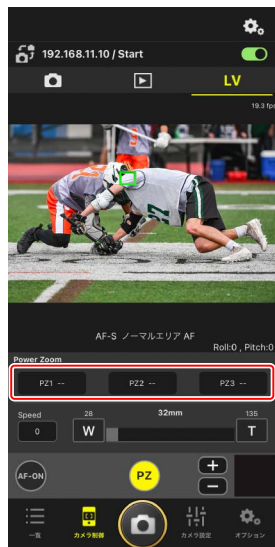 192.168.11.10 / Start
LV
19.3 fps
27
AF-S ノーマルエリア AF
Roll:0 , Pitch:0
Power Zoom
PZ1 -- PZ2 -- PZ3 --
Speed 28 32mm 135
0 W T
AF-ON PZ + −
一覧 カメラ制御 カメラ設定 オプション